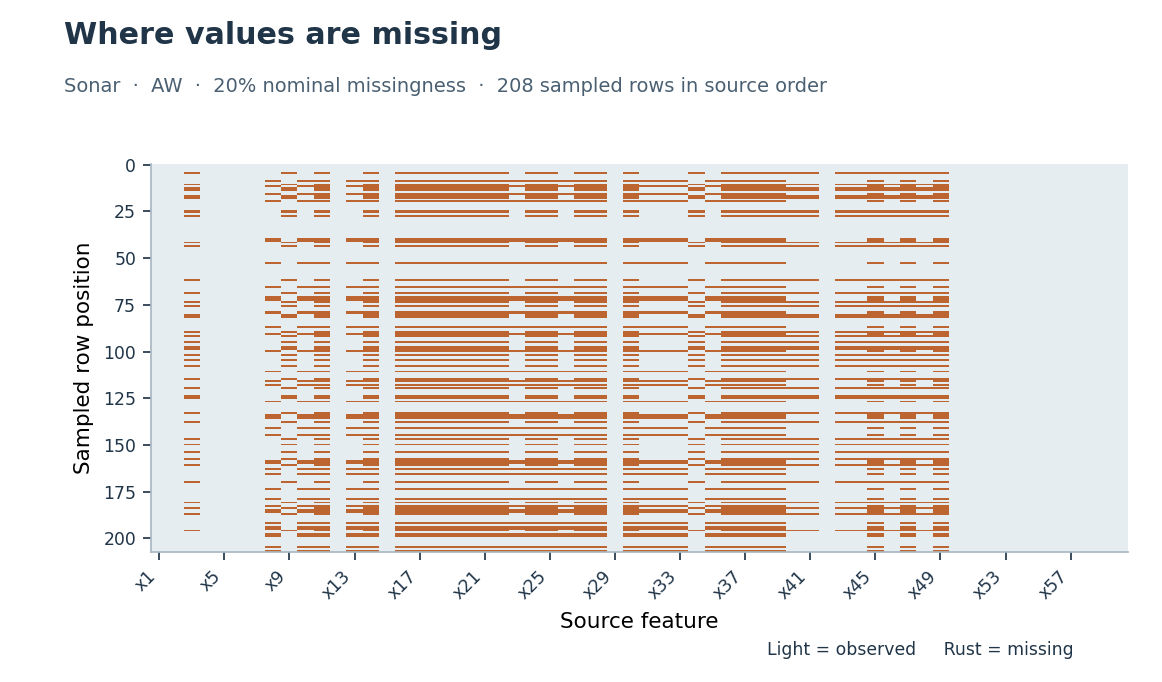 Where values are missing
Sonar · AW · 20% nominal missingness · 208 sampled rows in source order
0
25
50
75
100
125
150
175
200
Sampled row position
x1 x5 x9 x13 x17 x21 x25 x29 x33 x37 x41 x45 x49 x53 x57
Source feature
Light = observed Rust = missing